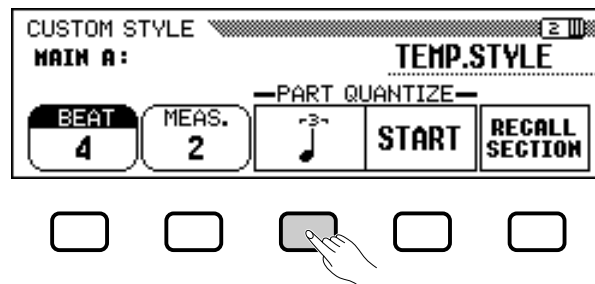 CUSTOM STYLE 2
MAIN A: TEMP.STYLE
PART QUANTIZE
BEAT MEAS. 3
4 2 START RECALL
SECTION